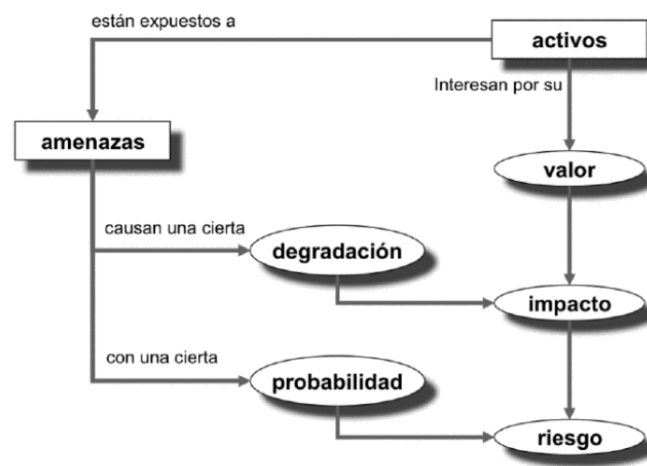 están expuestos a
activos
Interesan por su
amenazas
valor
causan una cierta
degradación
impacto
con una cierta
probabilidad
riesgo